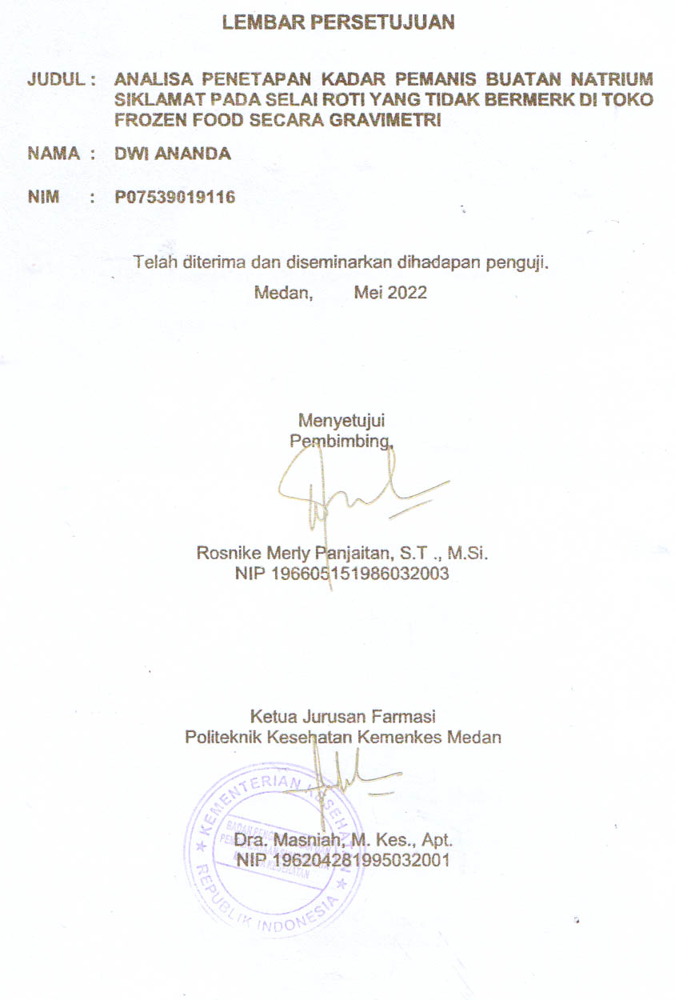 LEMBAR PERSETUJUAN
JUDUL : ANALISA PENETAPAN KADAR PEMANIS BUATAN NATRIUM
SIKLAMAT PADA SELAI ROTI YANG TIDAK BERMERK DI TOKO
FROZEN FOOD SECARA GRAVIMETRI
NAMA : DWI ANANDA
NIM : P07539019116
Telah diterima dan diseminarkan dihadapan penguji.
Medan, Mei 2022
Menyetujui
Pembimbing,
Rosnike Merly Panjaitan, S.T ., M.Si.
NIP 196605151986032003
Ketua Jurusan Farmasi
Politeknik Kesehatan Kemenkes Medan
KEMENTERIAN KESEHATAN
BADAN
Dra. Masniah, M. Kes., Apt.
NIP 196204281995032001
KESEHATAN
REPUBLIK INDONESIA